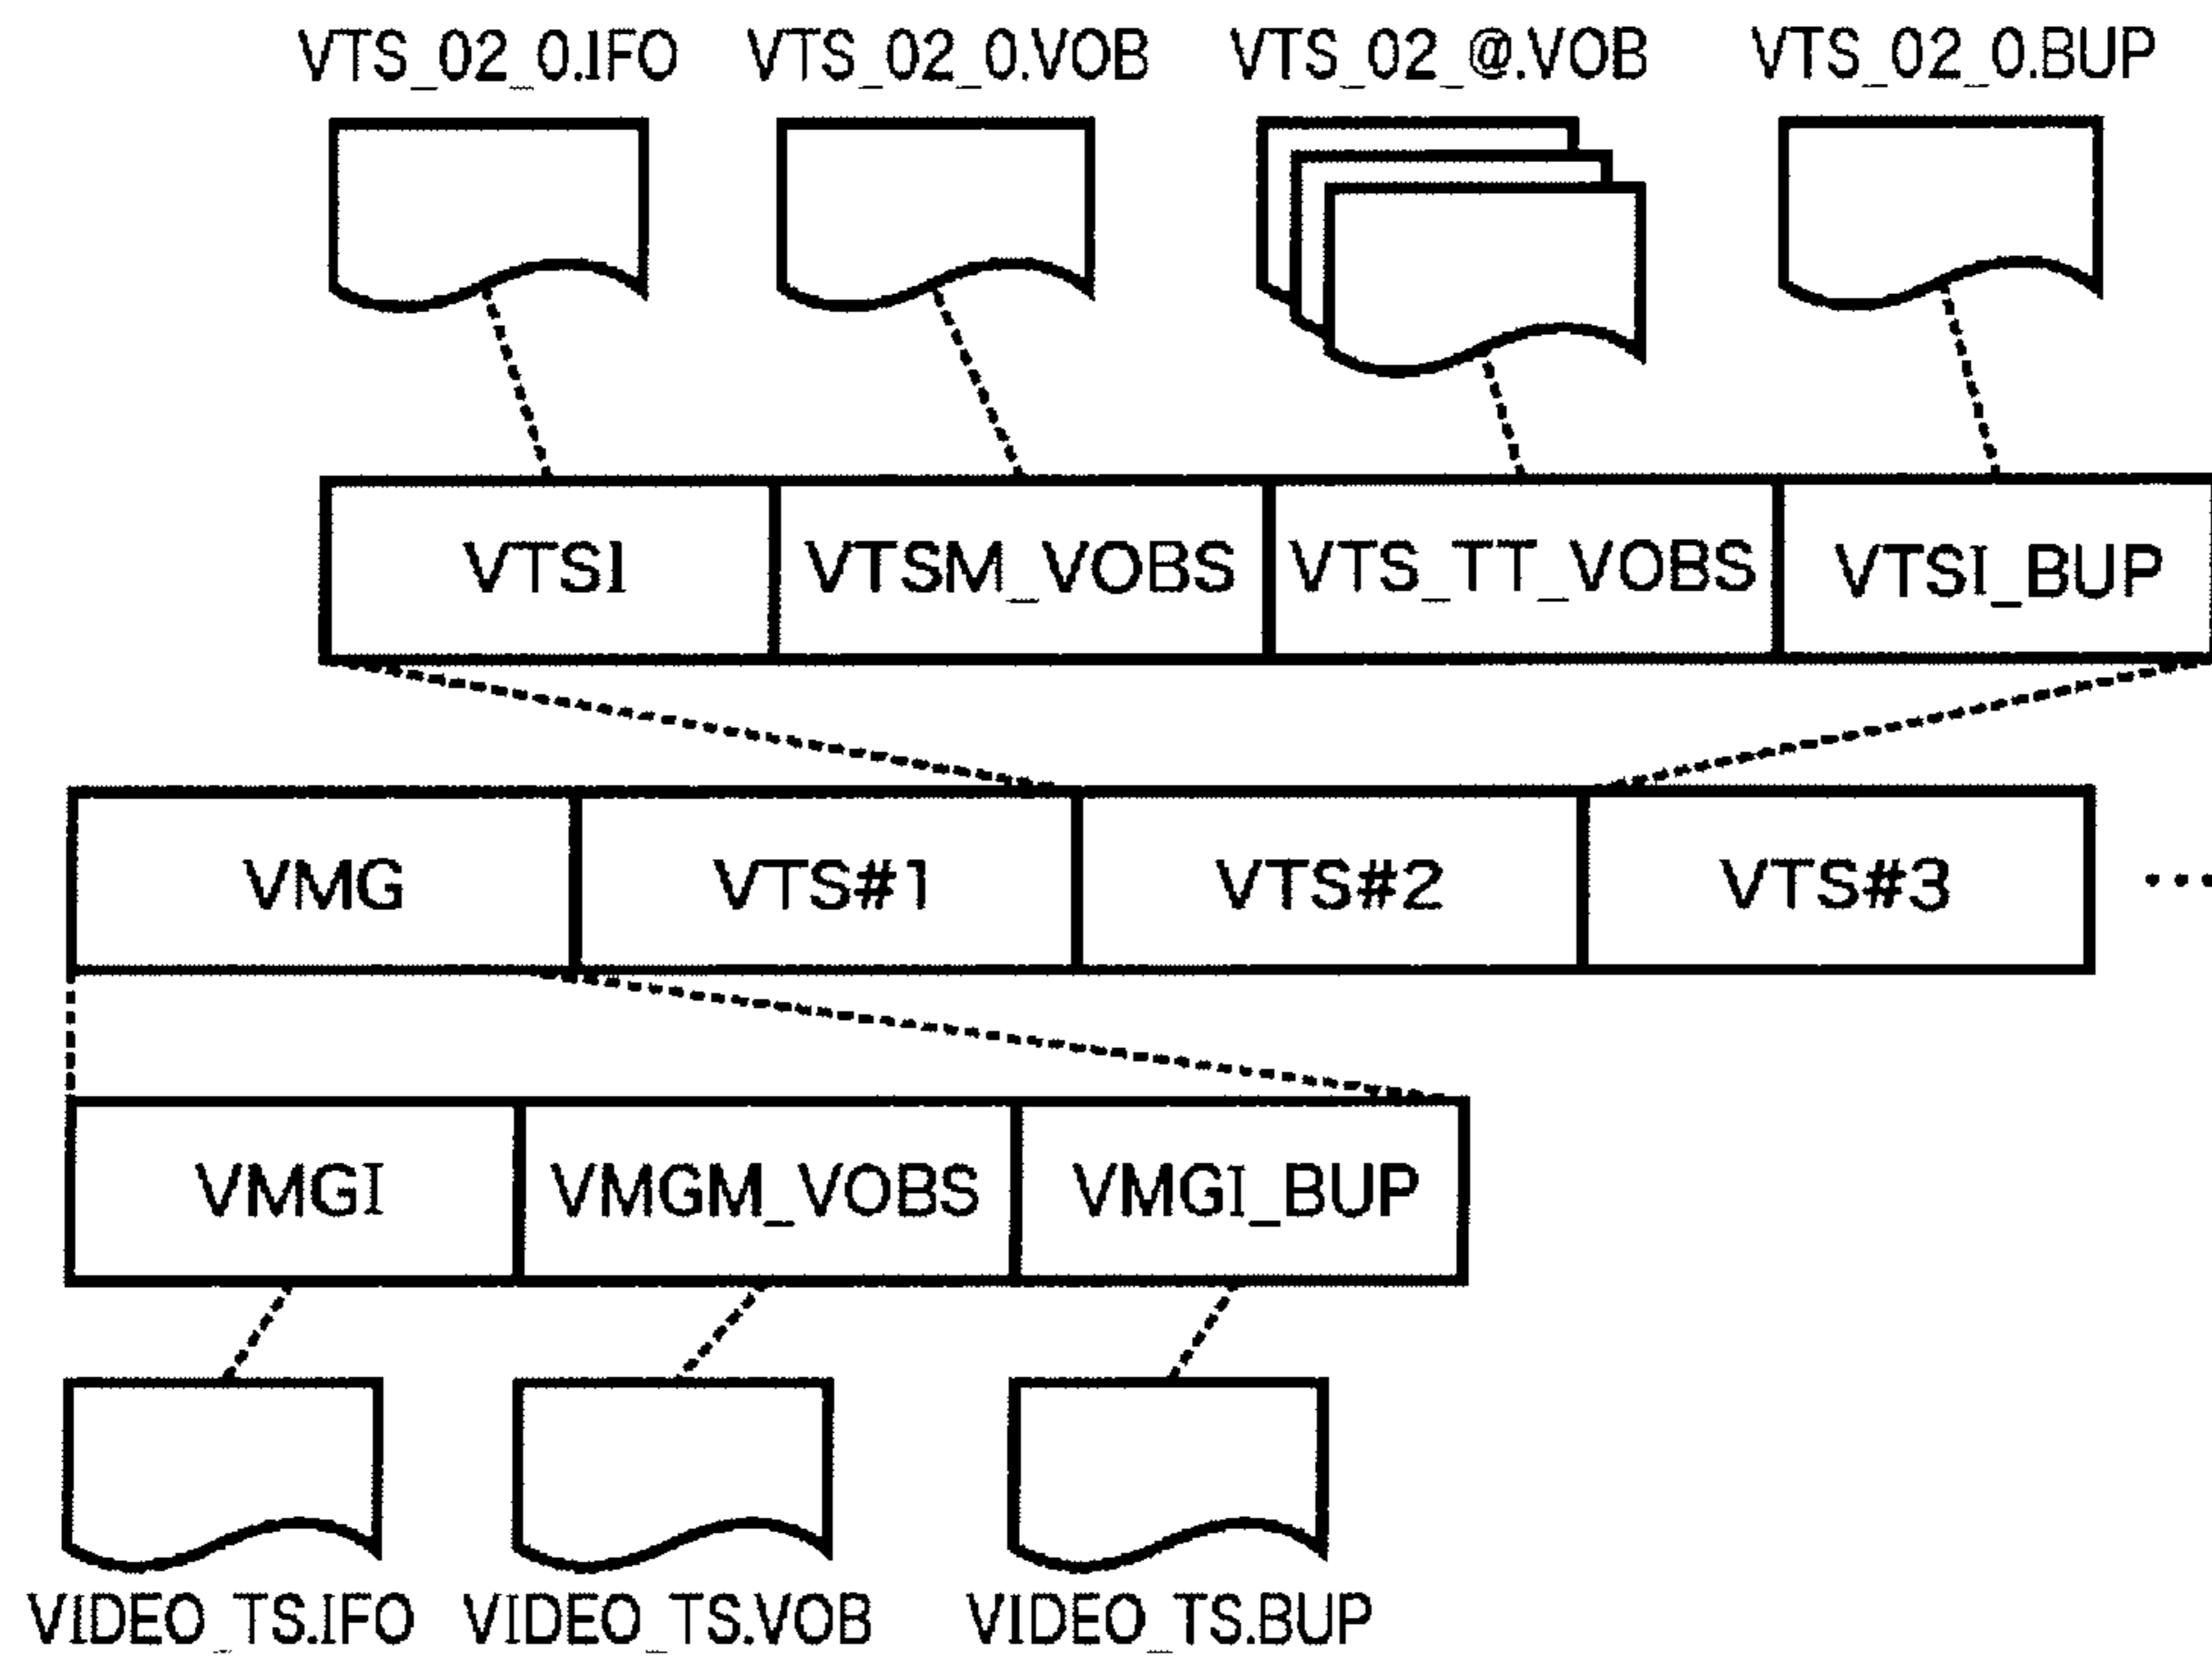 VTS_02_0.IFO VTS_02_0.VOB VTS_02_@.VOB VTS_02_0.BUP
VTSI VTSM_VOBS VTS_TT_VOBS VTSI_BUP
VMG VTS#1 VTS#2 VTS#3 ...
VMGI VMGM_VOBS VMGI_BUP
VIDEO_TS.IFO VIDEO_TS.VOB VIDEO_TS.BUP